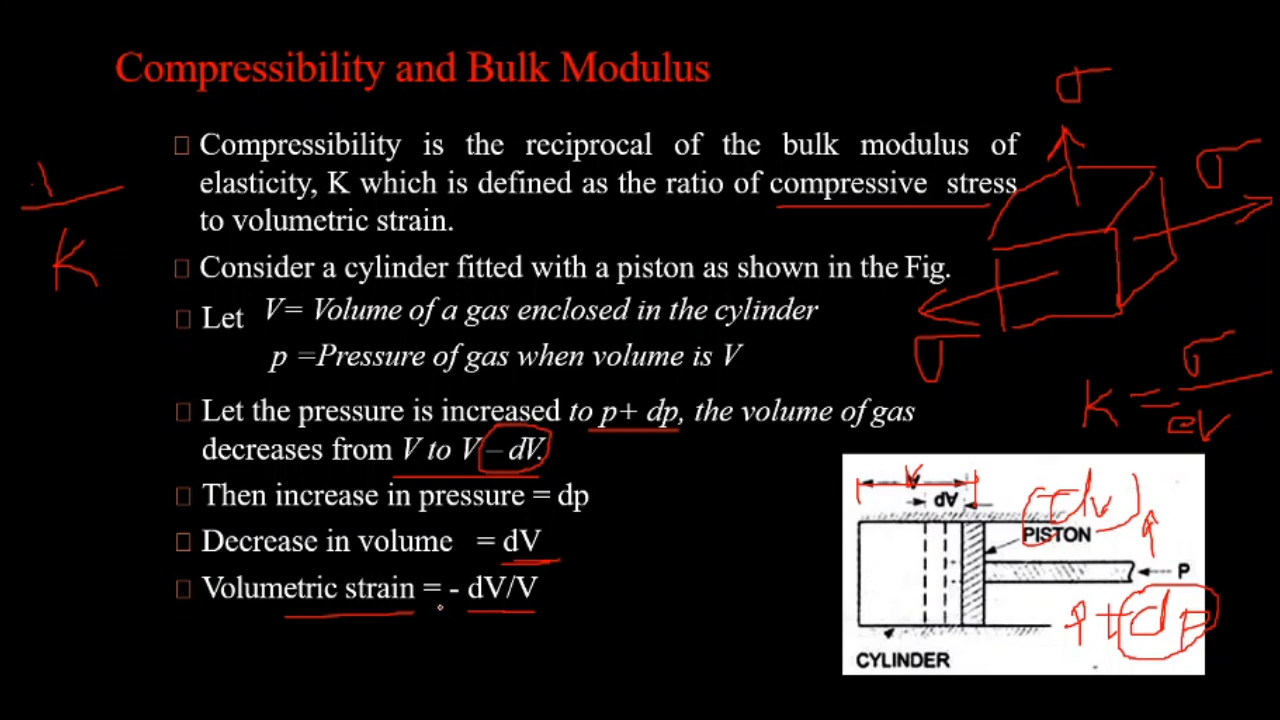 Compressibility and Bulk Modulus
Compressibility is the reciprocal of the bulk modulus of
elasticity, K which is defined as the ratio of compressive stress
to volumetric strain.
Consider a cylinder fitted with a piston as shown in the Fig.
Let V= Volume of a gas enclosed in the cylinder
p =Pressure of gas when volume is V
Let the pressure is increased to p+ dp, the volume of gas
decreases from V to V – dV.
Then increase in pressure = dp
Decrease in volume = dV
Volumetric strain = - dV/V
1
K
σ
σ
σ
K = σ
ev
dV
(-dv)
PISTON
P
p + dp
CYLINDER